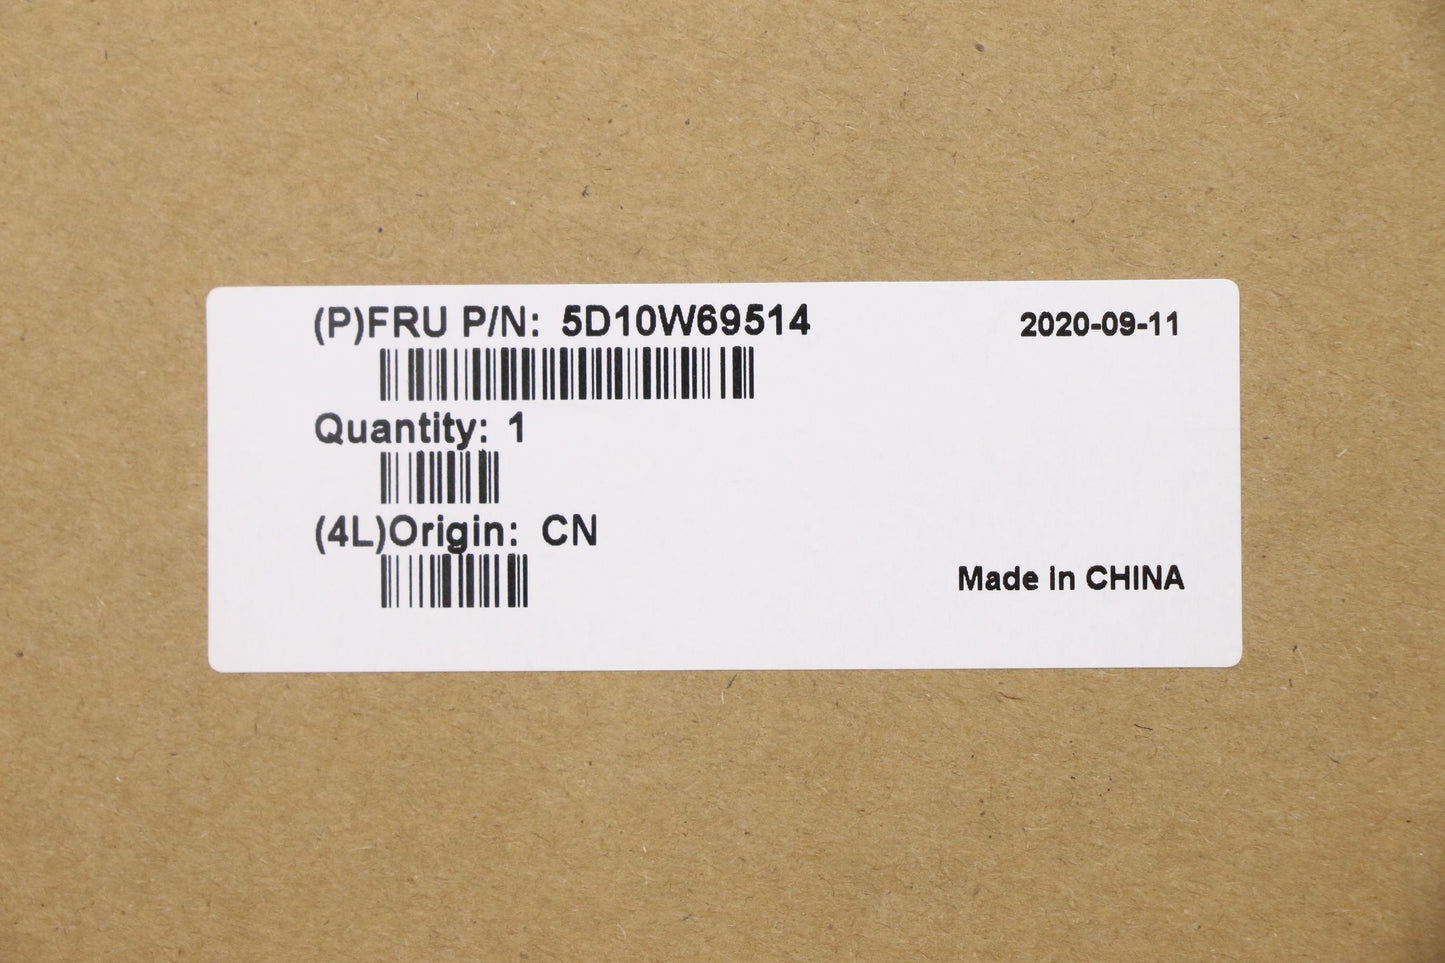 (P)FRU P/N: 5D10W69514
2020-09-11
Quantity: 1
(4L)Origin: CN
Made in CHINA